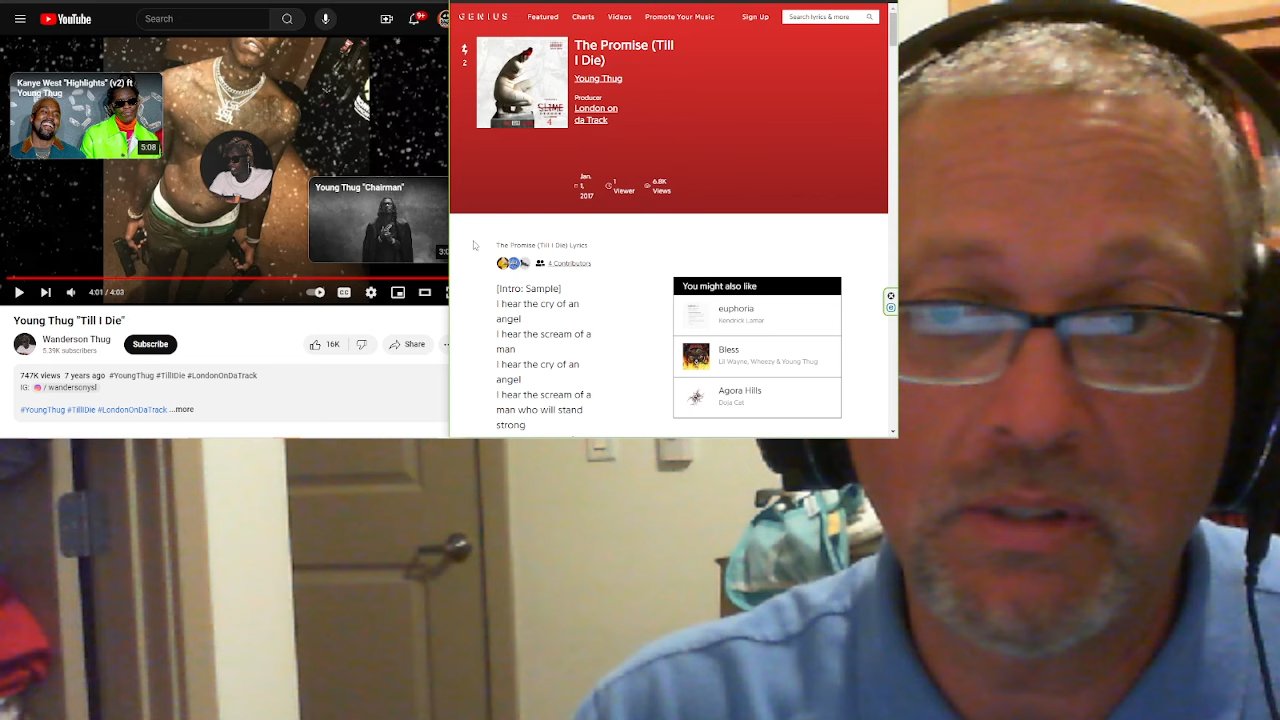 YouTube
Search
9+
Kanye West "Highlights" (v2) ft
Young Thug
5:08
Young Thug "Chairman"
4:01 / 4:03
CC
Young Thug "Till I Die"
Wanderson Thug
5.39K subscribers
Subscribe
16K
Share
747K views 7 years ago #YoungThug #TillIDie #LondonOnDaTrack
IG: / wandersonysl
#YoungThug #TillIDie #LondonOnDaTrack ...more
GENIUS
Featured
Charts
Videos
Promote Your Music
Sign Up
Search lyrics & more
2
The Promise (Till
I Die)
Young Thug
Producer
London on
da Track
SLIME
4
Jan.
1,
2017
1
Viewer
6.8K
Views
The Promise (Till I Die) Lyrics
4 Contributors
[Intro: Sample]
I hear the cry of an
angel
I hear the scream of a
man
I hear the cry of an
angel
I hear the scream of a
man who will stand
strong
You might also like
euphoria
Kendrick Lamar
Bless
Lil Wayne, Wheezy & Young Thug
Agora Hills
Doja Cat